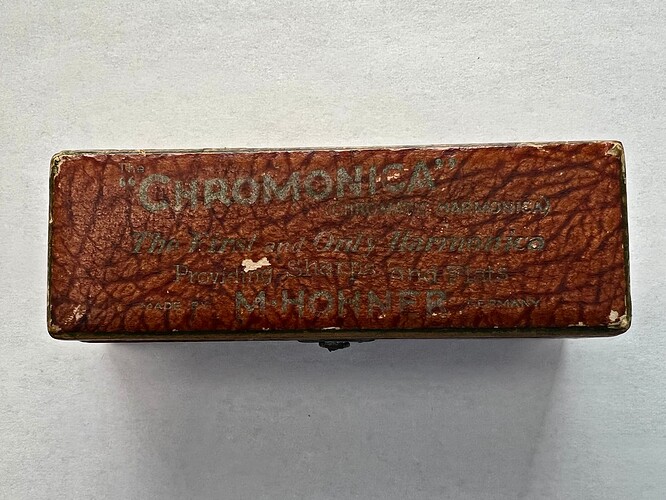 The
"CHROMONICA"
(CHROMATIC HARMONICA)
The First and Only Harmonica
Providing Sharps and Flats
MADE BY M·HOHNER GERMANY